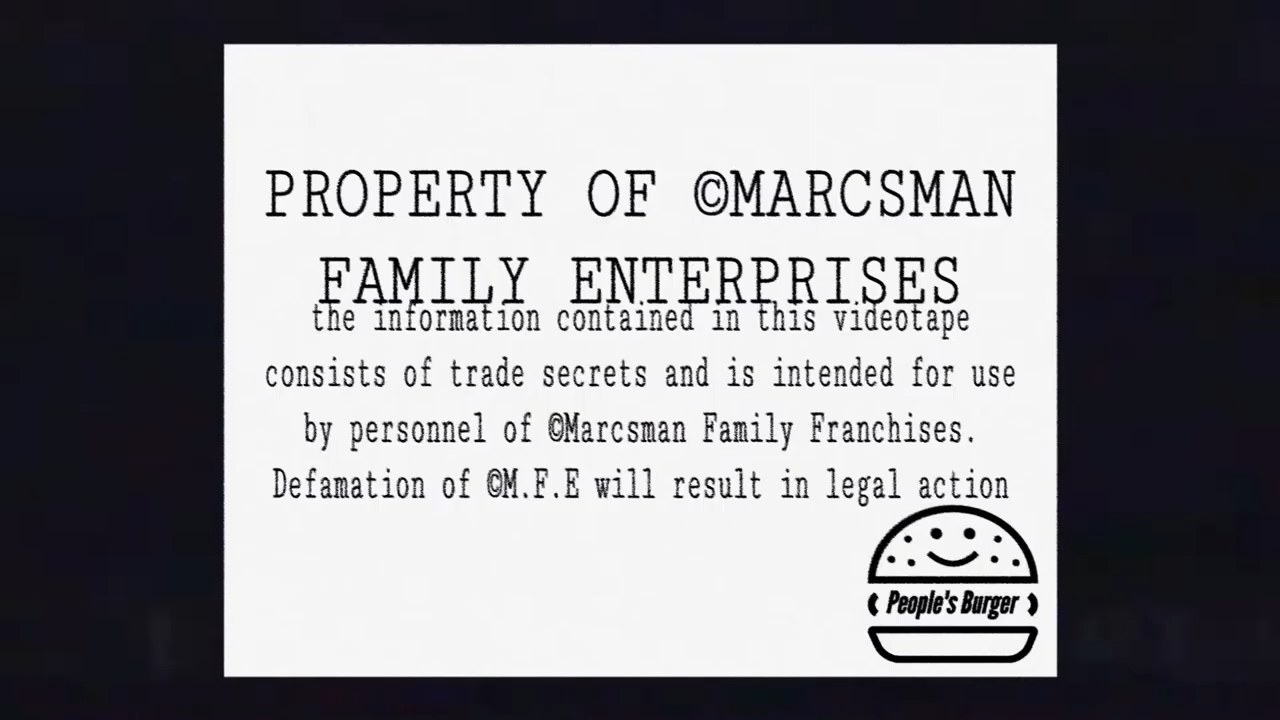 PROPERTY OF ©MARCSMAN
FAMILY ENTERPRISES
the information contained in this videotape
consists of trade secrets and is intended for use
by personnel of ©Marcsman Family Franchises.
Defamation of ©M.F.E will result in legal action
People's Burger